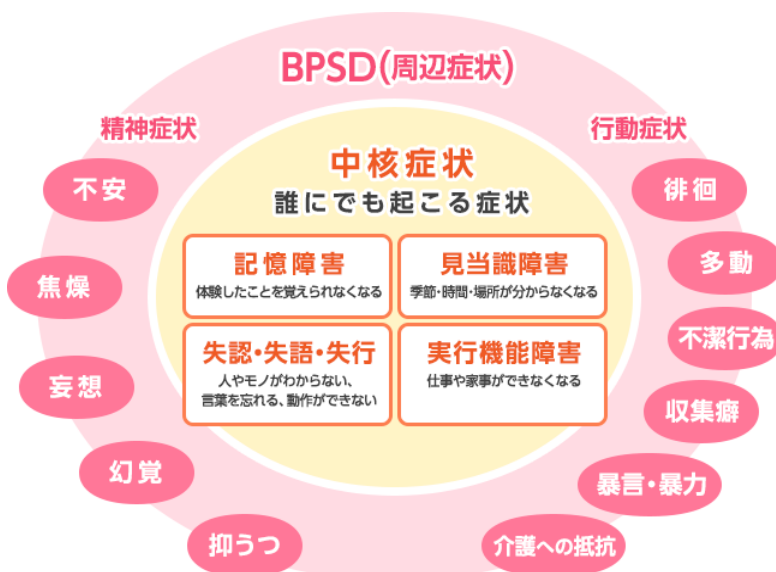 BPSD(周辺症状)
精神症状
不安
焦燥
妄想
幻覚
抑うつ
中核症状
誰にでも起こる症状
記憶障害
体験したことを覚えられなくなる
見当識障害
季節・時間・場所が分からなくなる
失認・失語・失行
人やモノがわからない、
言葉を忘れる、動作ができない
実行機能障害
仕事や家事ができなくなる
行動症状
徘徊
多動
不潔行為
収集癖
暴言・暴力
介護への抵抗